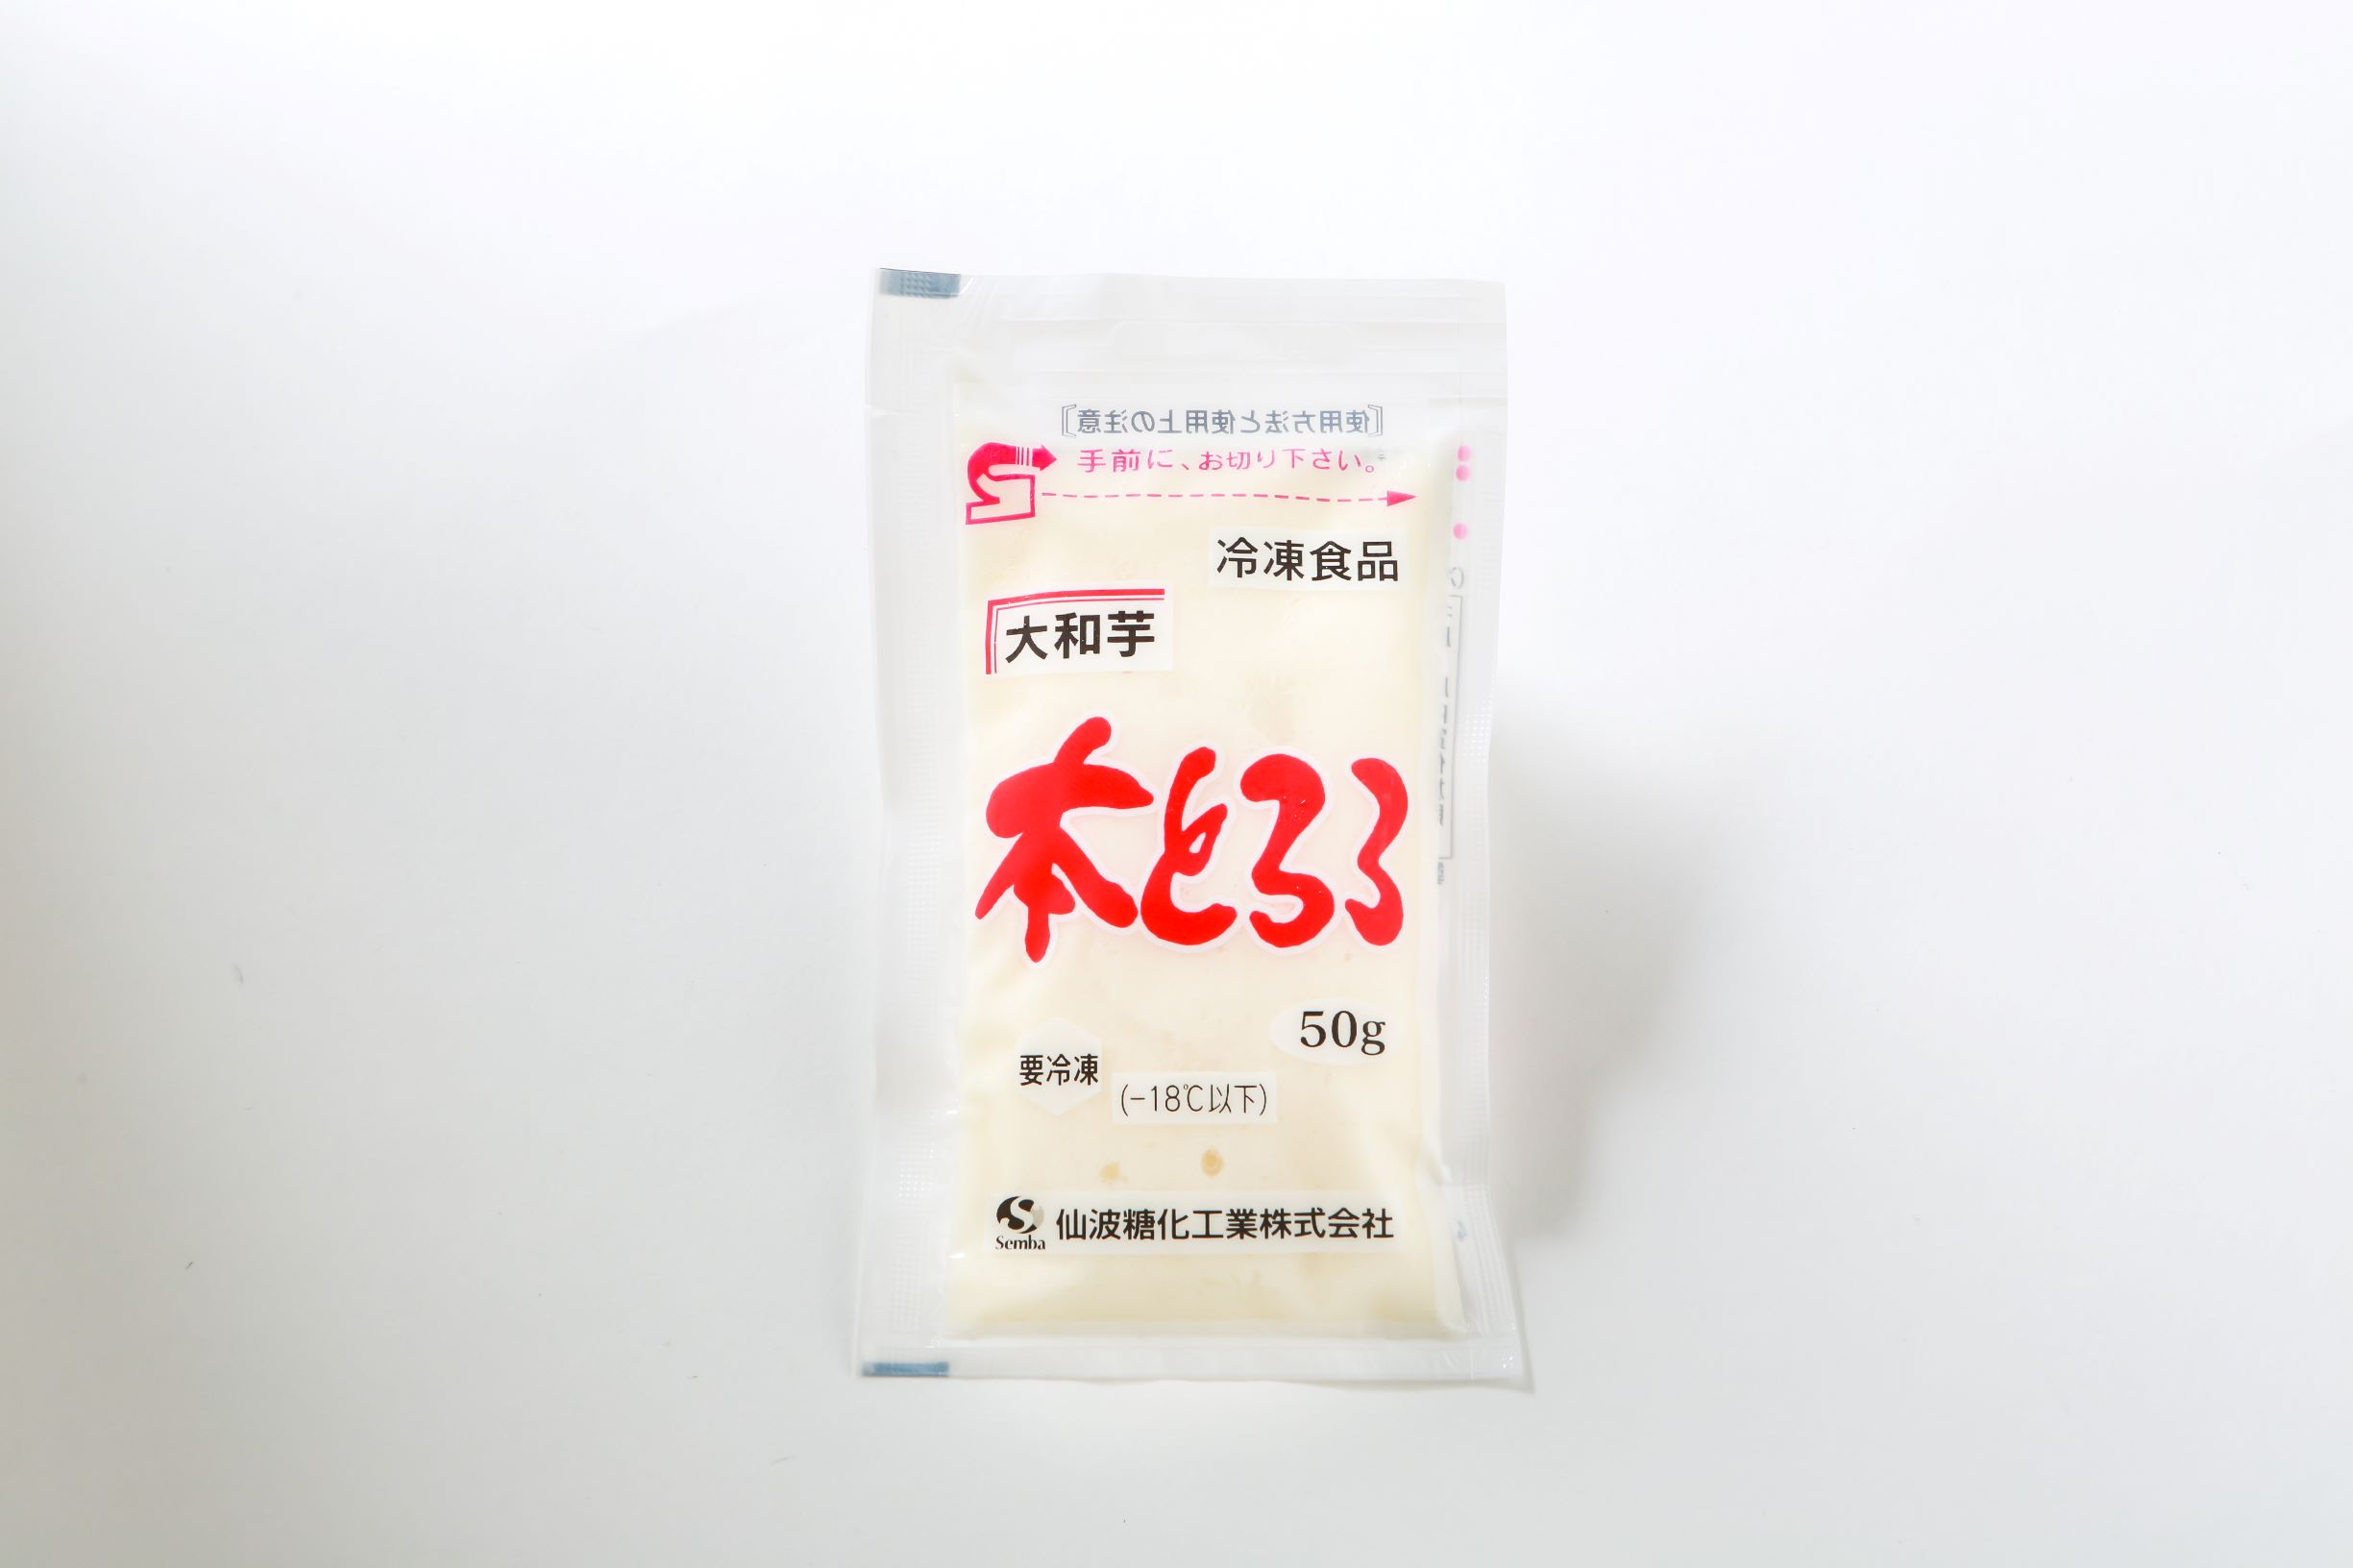 〘使用方法と使用上の注意〙
手前に、お切り下さい。
冷凍食品
大和芋
本とろろ
50g
要冷凍
(-18℃以下)
Semba 仙波糖化工業株式会社